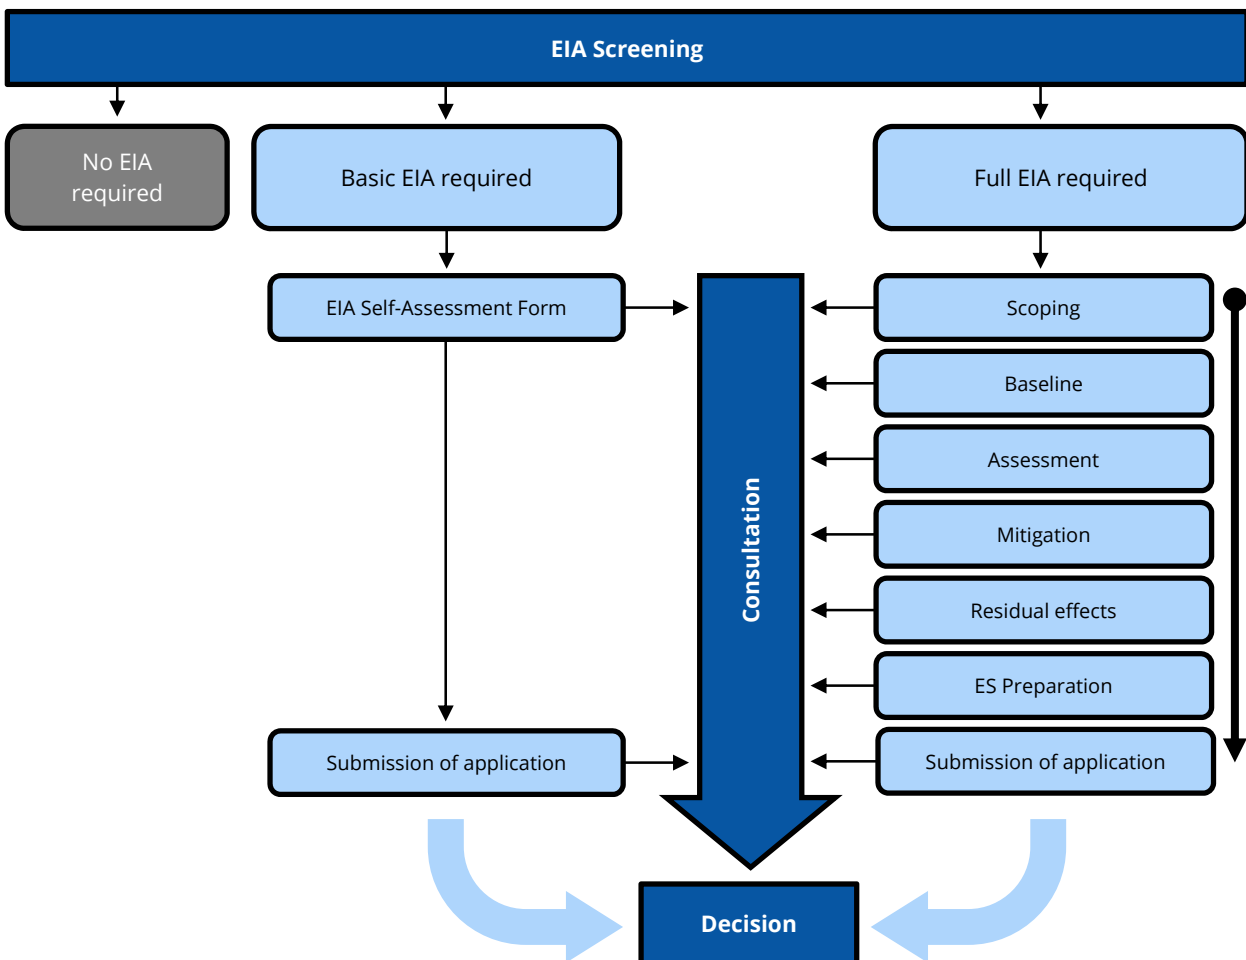 EIA Screening
No EIA
required
Basic EIA required
Full EIA required
EIA Self-Assessment Form
Scoping
Baseline
Assessment
Mitigation
Residual effects
ES Preparation
Submission of application
Submission of application
Consultation
Decision